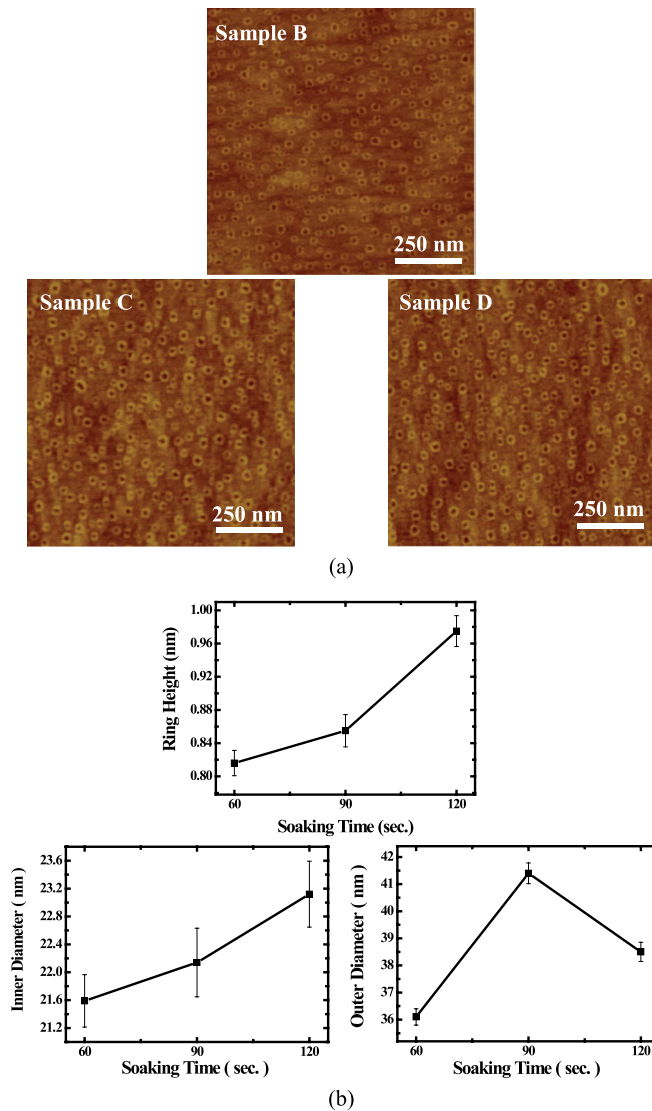 Sample B
250 nm
Sample C
250 nm
Sample D
250 nm
(a)
Ring Height (nm)
1.00
0.96
0.92
0.88
0.84
0.80
60
90
120
Soaking Time (sec.)
Inner Diameter ( nm )
23.6
23.2
22.8
22.4
22.0
21.6
21.2
60
90
120
Soaking Time ( sec. )
Outer Diameter ( nm )
42
41
40
39
38
37
36
60
90
120
Soaking Time ( sec. )
(b)